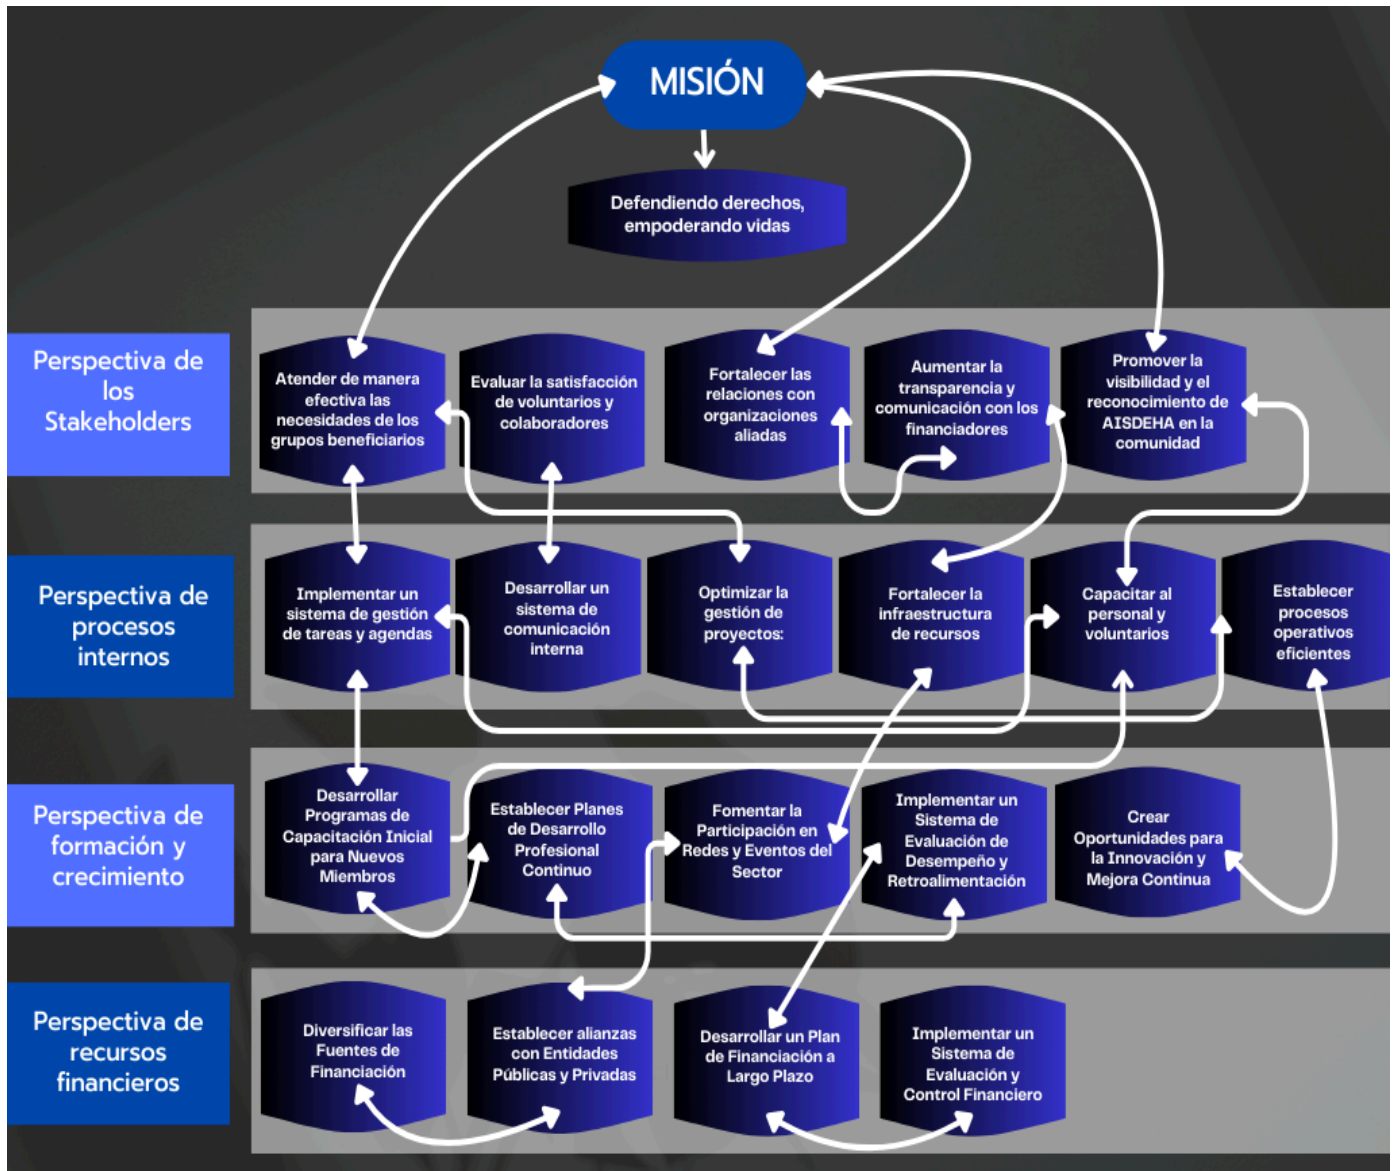 MISIÓN
Defendiendo derechos,
empoderando vidas
Perspectiva de
los
Stakeholders
Atender de manera
efectiva las
necesidades de los
grupos beneficiarios
Evaluar la satisfacción
de voluntarios y
colaboradores
Fortalecer las
relaciones con
organizaciones
aliadas
Aumentar la
transparencia y
comunicación con los
financiadores
Promover la
visibilidad y el
reconocimiento de
AISDEHA en la
comunidad
Perspectiva de
procesos
internos
Implementar un
sistema de gestión
de tareas y agendas
Desarrollar un
sistema de
comunicación
interna
Optimizar la
gestión de
proyectos:
Fortalecer la
infraestructura
de recursos
Capacitar al
personal y
voluntarios
Establecer
procesos
operativos
eficientes
Perspectiva de
formación y
crecimiento
Desarrollar
Programas de
Capacitación Inicial
para Nuevos
Miembros
Establecer Planes
de Desarrollo
Profesional
Continuo
Fomentar la
Participación en
Redes y Eventos del
Sector
Implementar un
Sistema de
Evaluación de
Desempeño y
Retroalimentación
Crear
Oportunidades para
la Innovación y
Mejora Continua
Perspectiva de
recursos
financieros
Diversificar las
Fuentes de
Financiación
Establecer alianzas
con Entidades
Públicas y Privadas
Desarrollar un Plan
de Financiación a
Largo Plazo
Implementar un
Sistema de
Evaluación y
Control Financiero